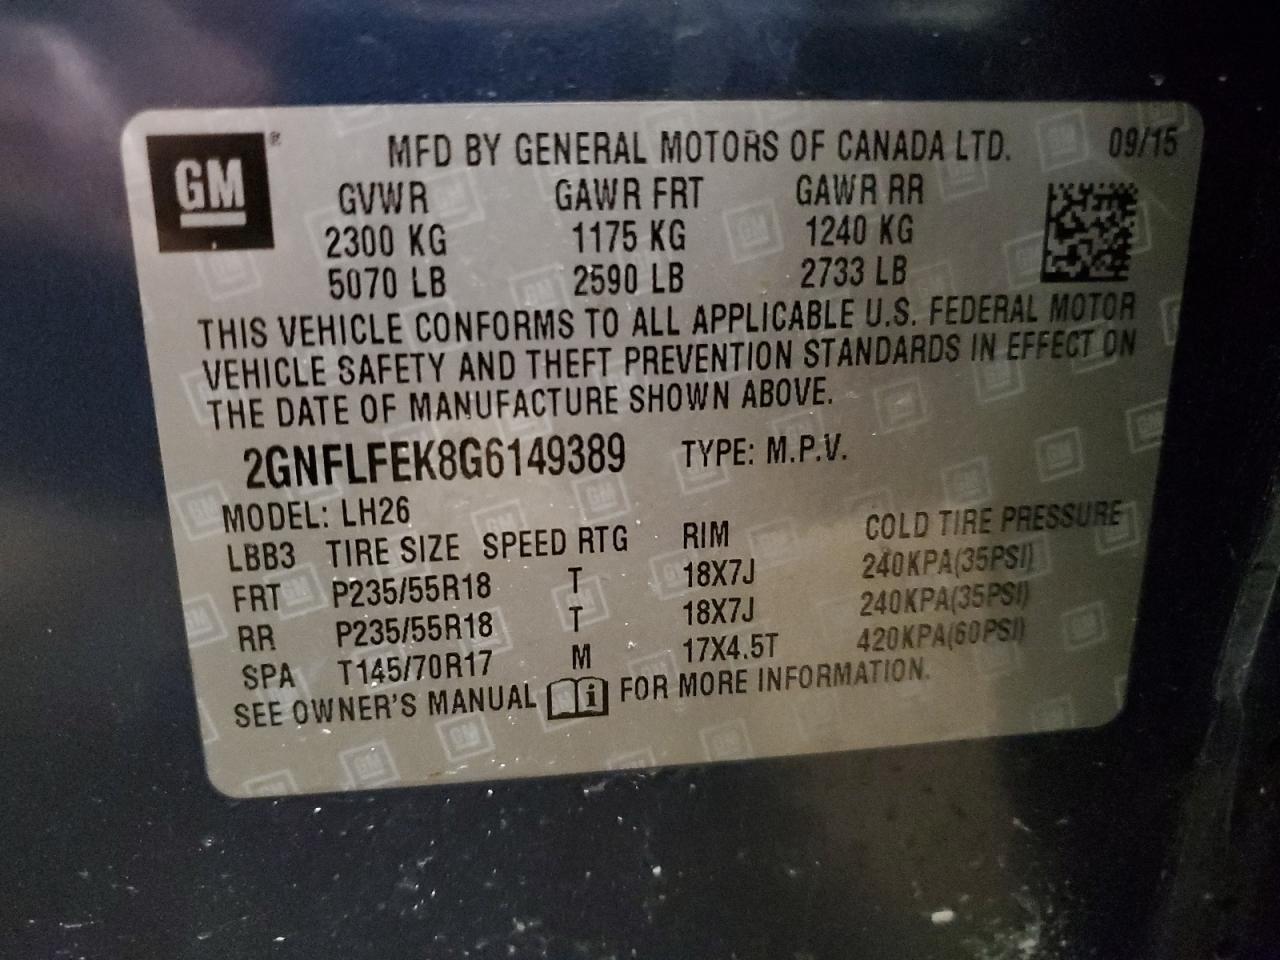 GM ®
MFD BY GENERAL MOTORS OF CANADA LTD. 09/15
GVWR GAWR FRT GAWR RR
2300 KG 1175 KG 1240 KG
5070 LB 2590 LB 2733 LB
THIS VEHICLE CONFORMS TO ALL APPLICABLE U.S. FEDERAL MOTOR
VEHICLE SAFETY AND THEFT PREVENTION STANDARDS IN EFFECT ON
THE DATE OF MANUFACTURE SHOWN ABOVE.
2GNFLFEK8G6149389 TYPE: M.P.V.
MODEL: LH26
LBB3 TIRE SIZE SPEED RTG RIM COLD TIRE PRESSURE
FRT P235/55R18 T 18X7J 240KPA(35PSI)
RR P235/55R18 T 18X7J 240KPA(35PSI)
SPA T145/70R17 M 17X4.5T 420KPA(60PSI)
SEE OWNER'S MANUAL i FOR MORE INFORMATION.